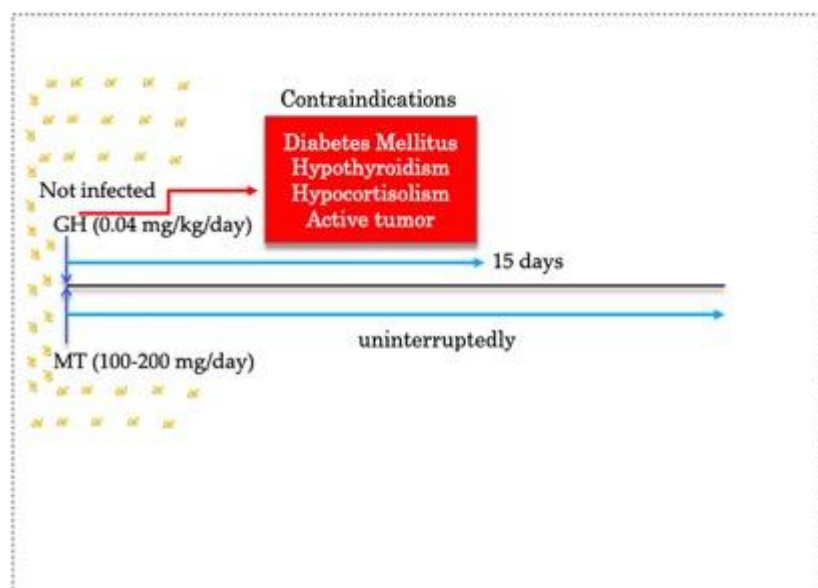 Contraindications
Diabetes Mellitus
Hypothyroidism
Hypocortisolism
Active tumor
Not infected
GH (0.04 mg/kg/day)
15 days
uninterruptedly
MT (100-200 mg/day)